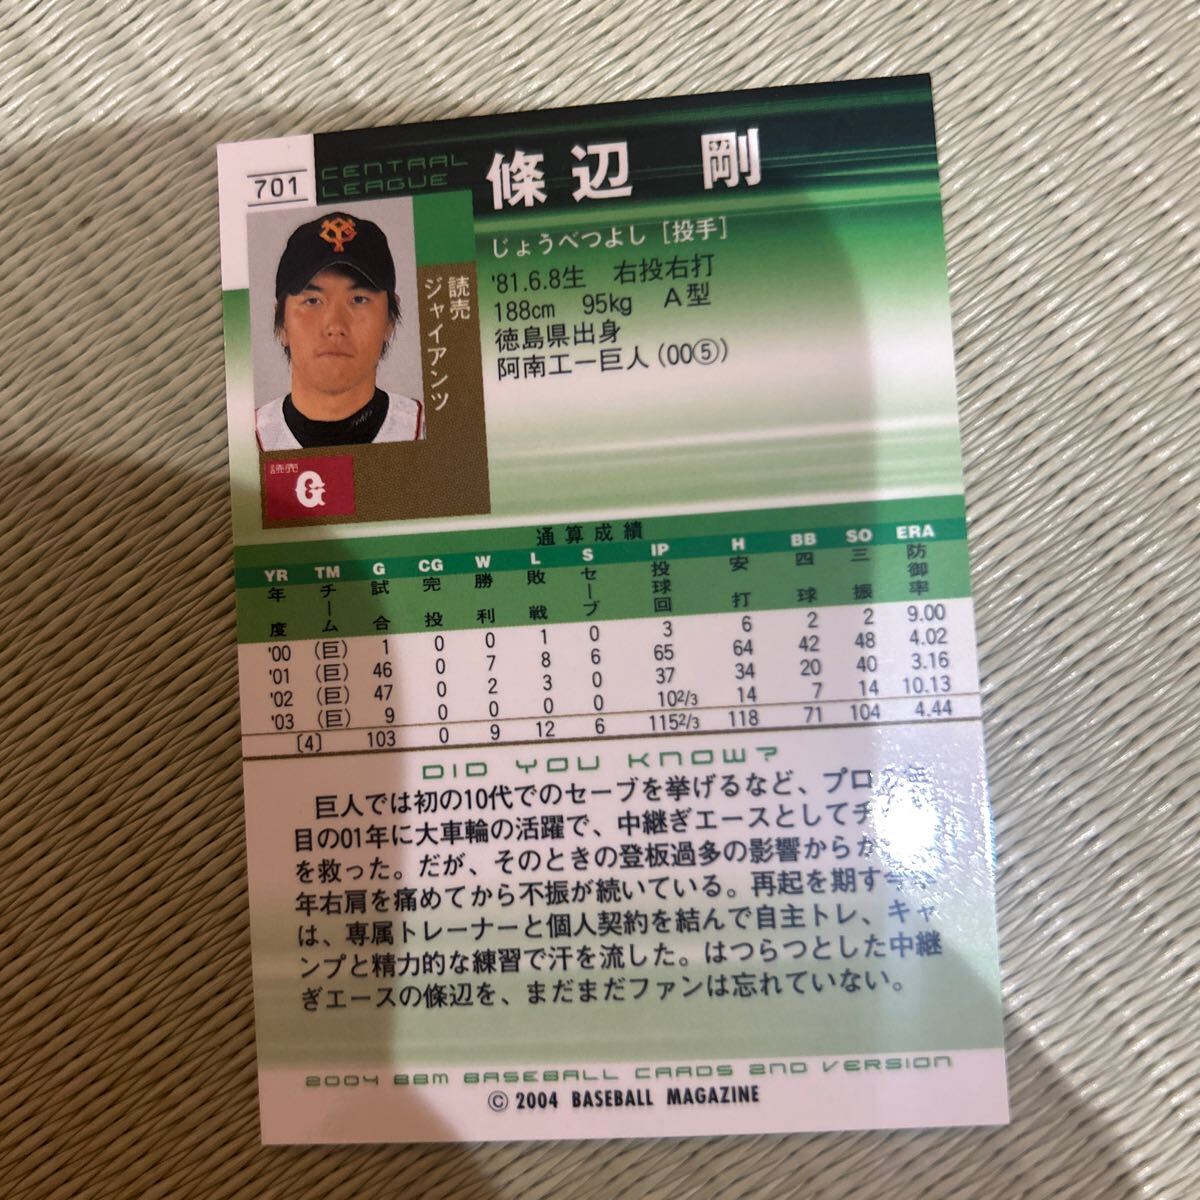 701
CENTRAL LEAGUE
條辺 剛
じょうべつよし [投手]
'81.6.8生 右投右打
188cm 95kg A型
徳島県出身
阿南工ー巨人(00⑤)
読売ジャイアンツ
読売
G
通算成績
YR TM G CG W L S IP H BB SO ERA
年度 チーム 試合 完投 勝利 敗戦 セーブ 投球回 安打 四球 三振 防御率
'00 (巨) 1 0 0 1 0 3 6 2 2 9.00
'01 (巨) 46 0 7 8 6 65 64 42 48 4.02
'02 (巨) 47 0 2 3 0 37 34 20 40 3.16
'03 (巨) 9 0 0 0 0 10 2/3 14 7 14 10.13
[4] 103 0 9 12 6 115 2/3 118 71 104 4.44
DID YOU KNOW?
巨人では初の10代でのセーブを挙げるなど、プロ
目の01年に大車輪の活躍で、中継ぎエースとしてチ
を救った。だが、そのときの登板過多の影響から
年右肩を痛めてから不振が続いている。再起を期す今
は、専属トレーナーと個人契約を結んで自主トレ、キャ
ンプと精力的な練習で汗を流した。はつらつとした中継
ぎエースの條辺を、まだまだファンは忘れていない。
2004 BBM BASEBALL CARDS 2ND VERSION
© 2004 BASEBALL MAGAZINE